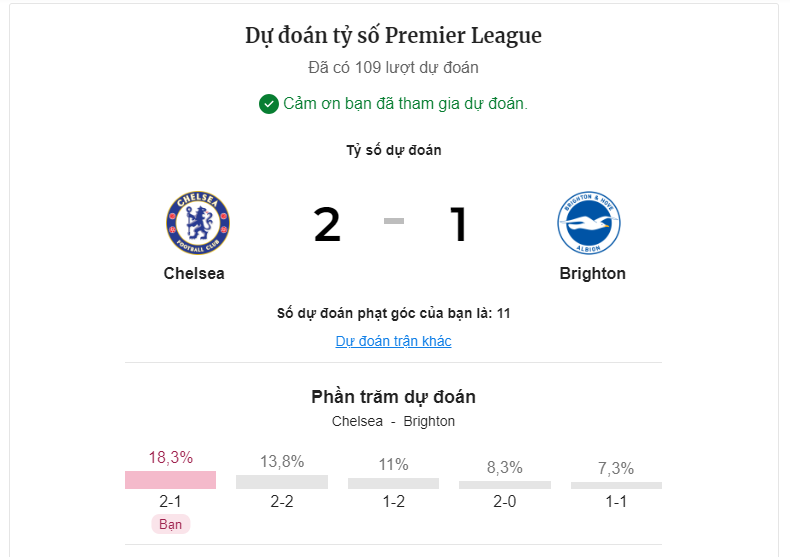 Dự đoán tỷ số Premier League
Đã có 109 lượt dự đoán
Cảm ơn bạn đã tham gia dự đoán.
Tỷ số dự đoán
CHELSEA
FOOTBALL CLUB
2 - 1
BRIGHTON & HOVE
ALBION
Chelsea Brighton
Số dự đoán phạt góc của bạn là: 11
Dự đoán trận khác
Phần trăm dự đoán
Chelsea - Brighton
18,3% 13,8% 11% 8,3% 7,3%
2-1 2-2 1-2 2-0 1-1
Bạn